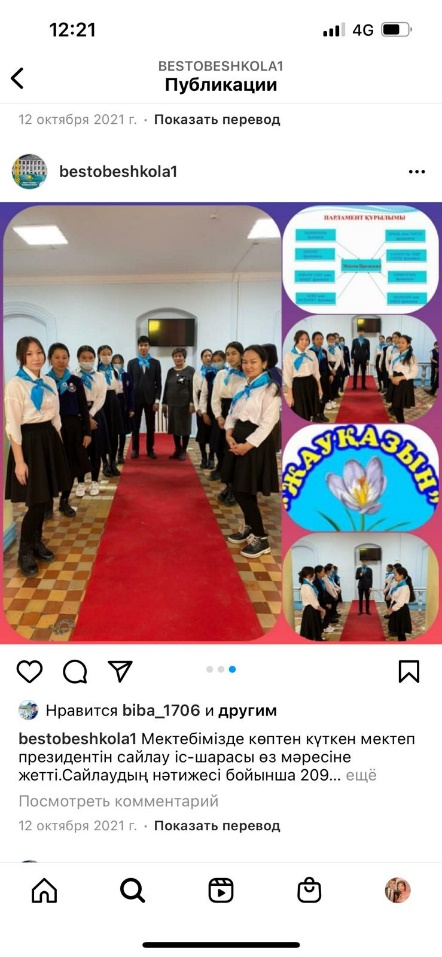 12:21
4G
BESTOBESHKOLA1
Публикации
12 октября 2021 г. · Показать перевод
bestobeshkola1
ПАРЛАМЕНТ ҚҰРЫЛЫМЫ
"ЖАУҚАЗЫН"
Нравится biba_1706 и другим
bestobeshkola1 Мектебімізде көптен күткен мектеп
президентін сайлау іс-шарасы өз мәресіне
жетті.Сайлаудың нәтижесі бойынша 209... ещё
Посмотреть комментарий
12 октября 2021 г. · Показать перевод